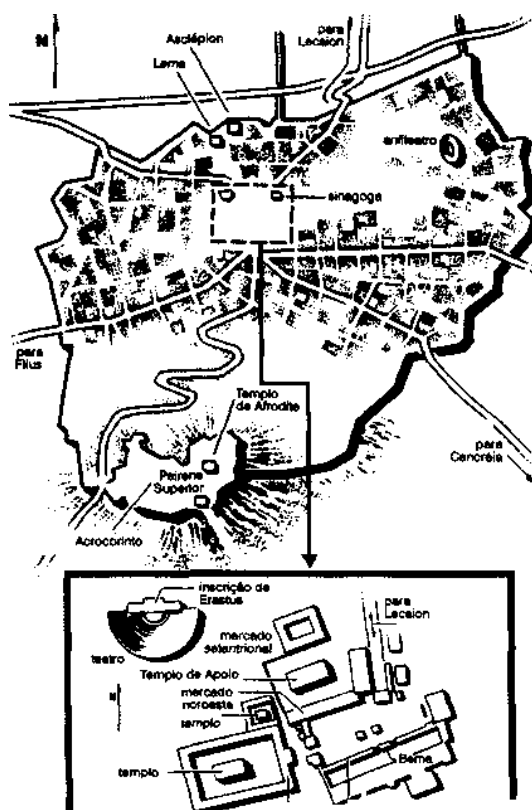 N
Asclépion
para
Lecaion
Lerna
anfiteatro
sinagoga
para
Filius
Templo
de Afrodite
Peirene
Superior
para
Cencréia
Acrocorinto
inscrição de
Erastus
teatro
mercado
setentrional
para
Lecaion
Templo de Apolo
N
mercado
noroeste
templo
templo
Bema